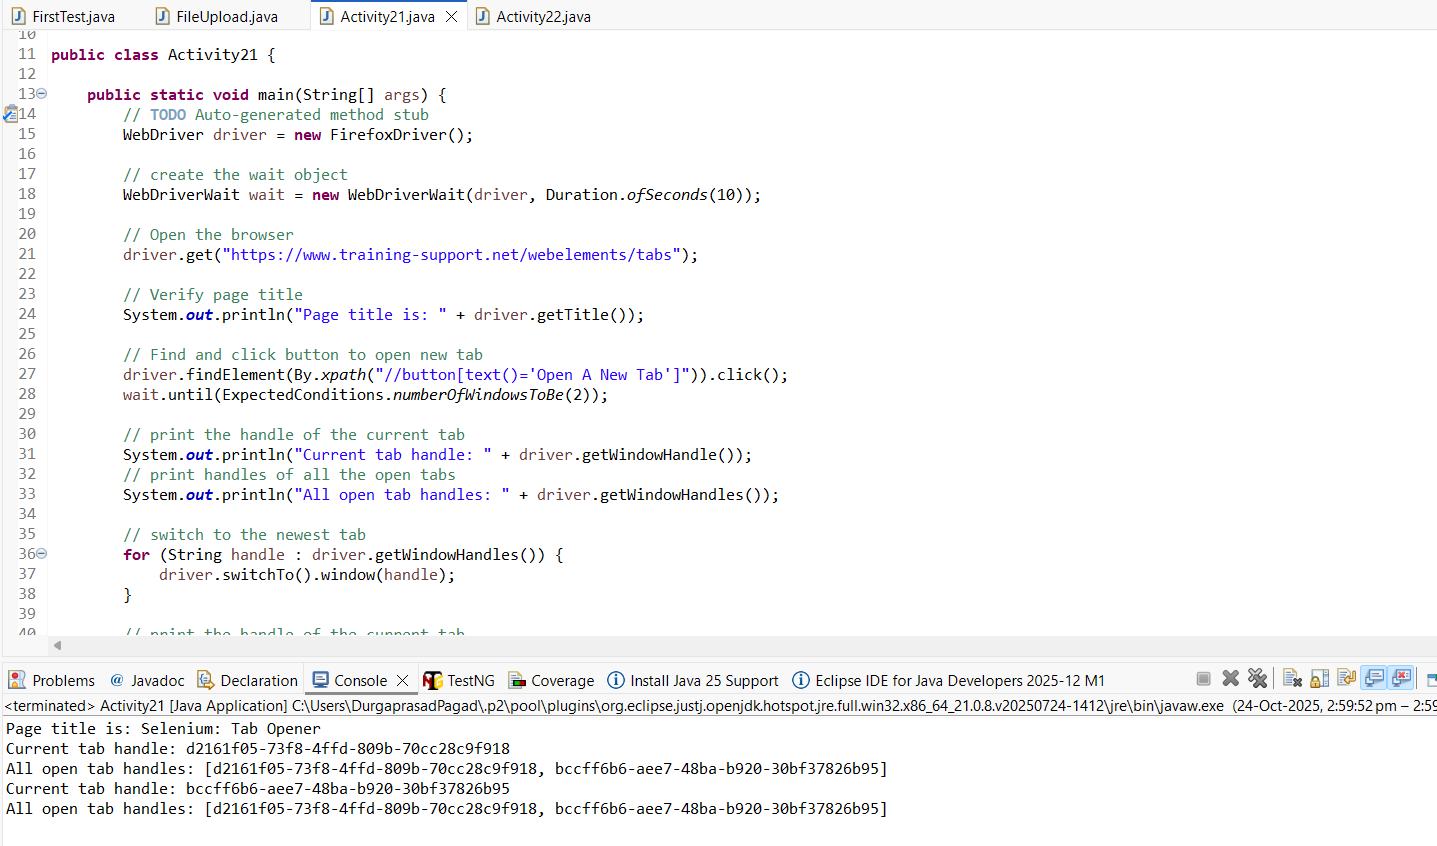 FirstTest.java FileUpload.java Activity21.java Activity22.java
10
11 public class Activity21 {
12
13 public static void main(String[] args) {
14 // TODO Auto-generated method stub
15 WebDriver driver = new FirefoxDriver();
16
17 // create the wait object
18 WebDriverWait wait = new WebDriverWait(driver, Duration.ofSeconds(10));
19
20 // Open the browser
21 driver.get("https://www.training-support.net/webelements/tabs");
22
23 // Verify page title
24 System.out.println("Page title is: " + driver.getTitle());
25
26 // Find and click button to open new tab
27 driver.findElement(By.xpath("//button[text()='Open A New Tab']")).click();
28 wait.until(ExpectedConditions.numberOfWindowsToBe(2));
29
30 // print the handle of the current tab
31 System.out.println("Current tab handle: " + driver.getWindowHandle());
32 // print handles of all the open tabs
33 System.out.println("All open tab handles: " + driver.getWindowHandles());
34
35 // switch to the newest tab
36 for (String handle : driver.getWindowHandles()) {
37 driver.switchTo().window(handle);
38 }
39
40 // print the handle of the current tab
Problems Javadoc Declaration Console TestNG Coverage Install Java 25 Support Eclipse IDE for Java Developers 2025-12 M1
<terminated> Activity21 [Java Application] C:\Users\DurgaprasadPagad\.p2\pool\plugins\org.eclipse.justj.openjdk.hotspot.jre.full.win32.x86_64_21.0.8.v20250724-1412\jre\bin\javaw.exe (24-Oct-2025, 2:59:52 pm – 2:59
Page title is: Selenium: Tab Opener
Current tab handle: d2161f05-73f8-4ffd-809b-70cc28c9f918
All open tab handles: [d2161f05-73f8-4ffd-809b-70cc28c9f918, bccff6b6-aee7-48ba-b920-30bf37826b95]
Current tab handle: bccff6b6-aee7-48ba-b920-30bf37826b95
All open tab handles: [d2161f05-73f8-4ffd-809b-70cc28c9f918, bccff6b6-aee7-48ba-b920-30bf37826b95]